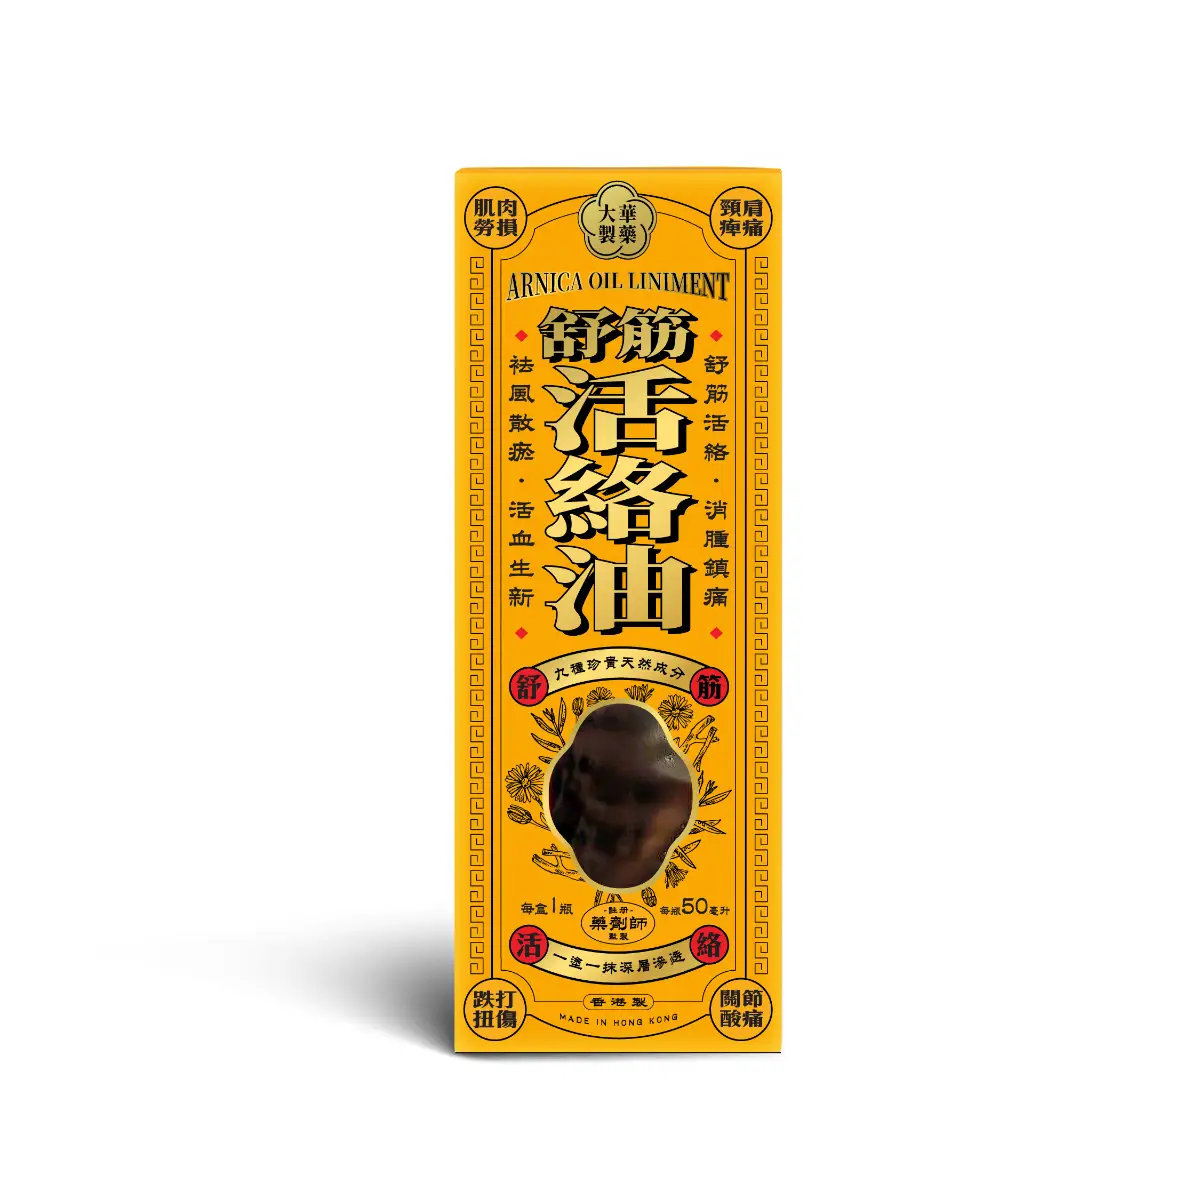 肌肉
勞損
大華
製藥
頸肩
痺痛
ARNICA OIL LINIMENT
舒筋
活
絡
油
袪風散瘀·活血生新
舒筋活絡·消腫鎮痛
九種珍貴天然成分
舒
筋
每盒1瓶
-註冊-
藥劑師
監製
每瓶50毫升
活
絡
一塗一抹深層滲透
跌打
扭傷
香港製
MADE IN HONG KONG
關節
酸痛